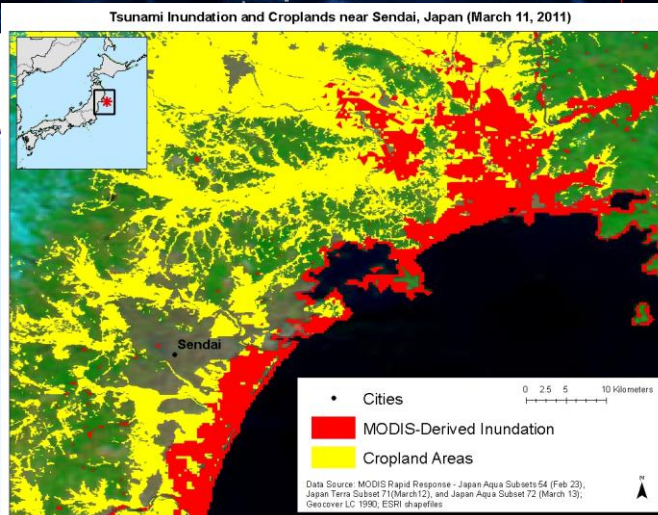 Tsunami Inundation and Croplands near Sendai, Japan (March 11, 2011)
Sendai
Cities
0 2.5 5 10 Kilometers
MODIS-Derived Inundation
Cropland Areas
Data Source: MODIS Rapid Response - Japan Aqua Subsets 54 (Feb 23),
Japan Terra Subset 71(March12), and Japan Aqua Subset 72 (March 13);
Geocover LC 1990; ESRI shapefiles
N